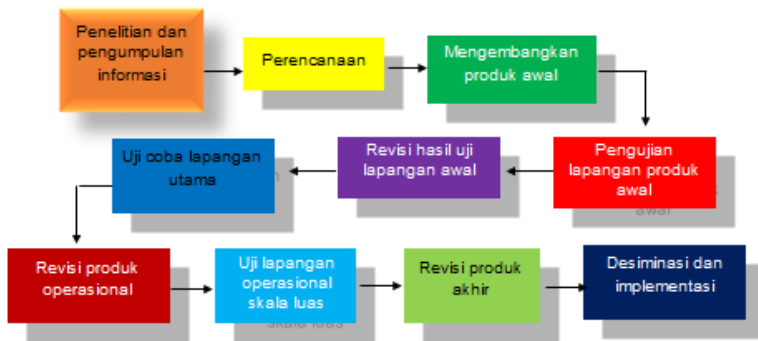 Penelitian dan
pengumpulan
informasi
Perencanaan
Mengembangkan
produk awal
Pengujian
lapangan produk
awal
Revisi hasil uji
lapangan awal
Uji coba lapangan
utama
Revisi produk
operasional
Uji lapangan
operasional
skala luas
Revisi produk
akhir
Desiminasi dan
implementasi